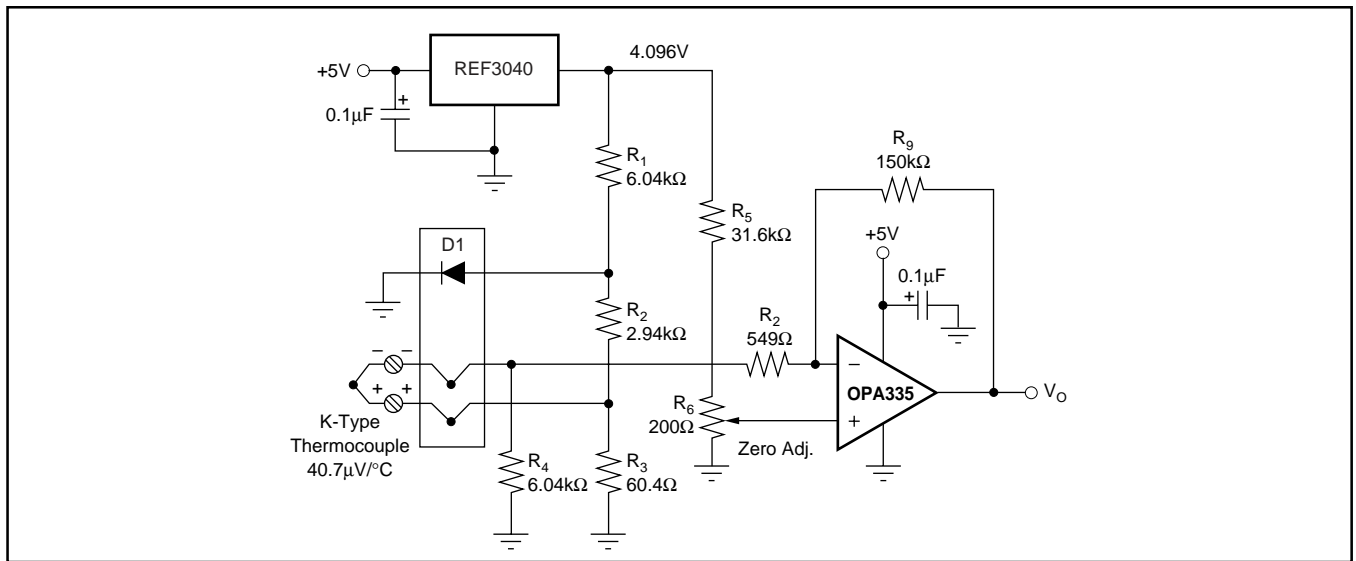 4.096V
+5V
REF3040
+
0.1µF
R9
150kΩ
R1
6.04kΩ
R5
31.6kΩ
+5V
D1
0.1µF
+
R2
2.94kΩ
R2
549Ω
– –
–
OPA335
VO
+ +
R6
200Ω
+
K-Type
Thermocouple
40.7µV/°C
Zero Adj.
R4
6.04kΩ
R3
60.4Ω